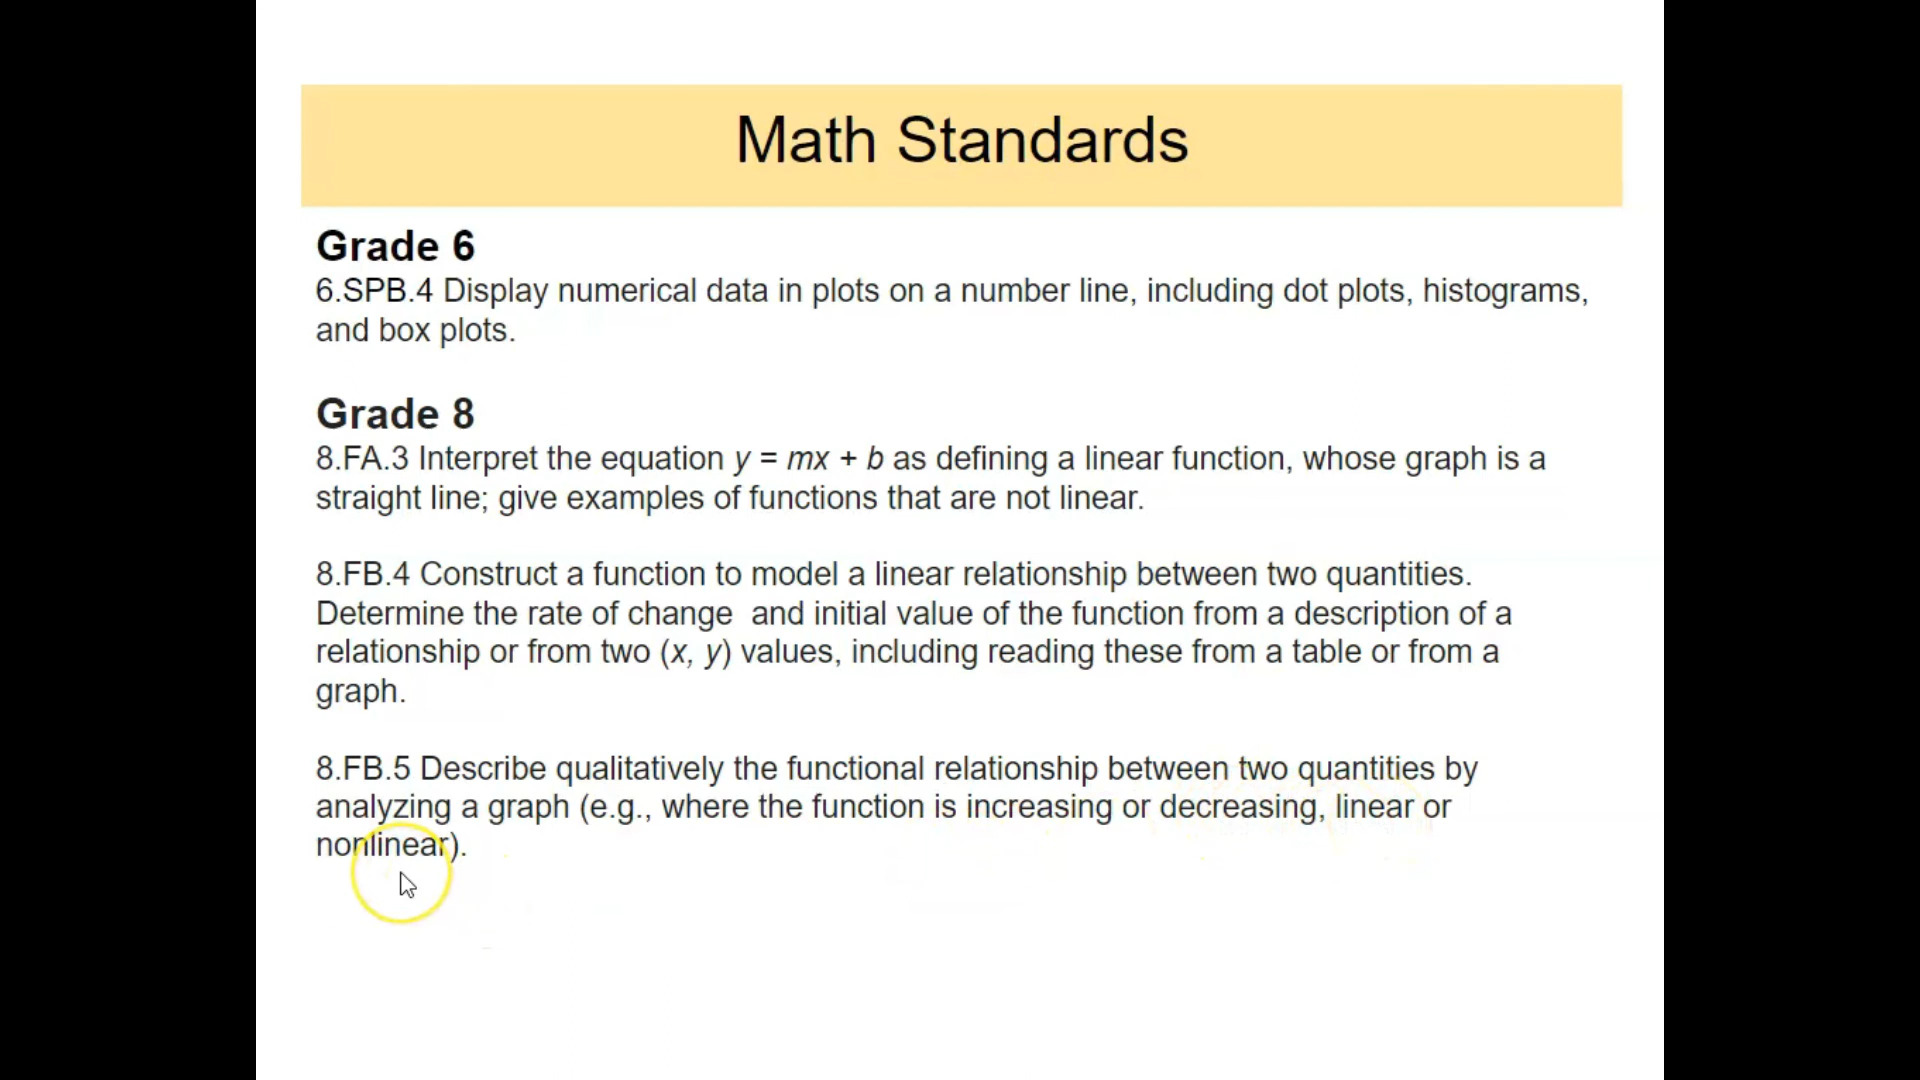 Math Standards
Grade 6
6.SPB.4 Display numerical data in plots on a number line, including dot plots, histograms,
and box plots.
Grade 8
8.FA.3 Interpret the equation y = mx + b as defining a linear function, whose graph is a
straight line; give examples of functions that are not linear.
8.FB.4 Construct a function to model a linear relationship between two quantities.
Determine the rate of change  and initial value of the function from a description of a
relationship or from two (x, y) values, including reading these from a table or from a
graph.
8.FB.5 Describe qualitatively the functional relationship between two quantities by
analyzing a graph (e.g., where the function is increasing or decreasing, linear or
nonlinear).